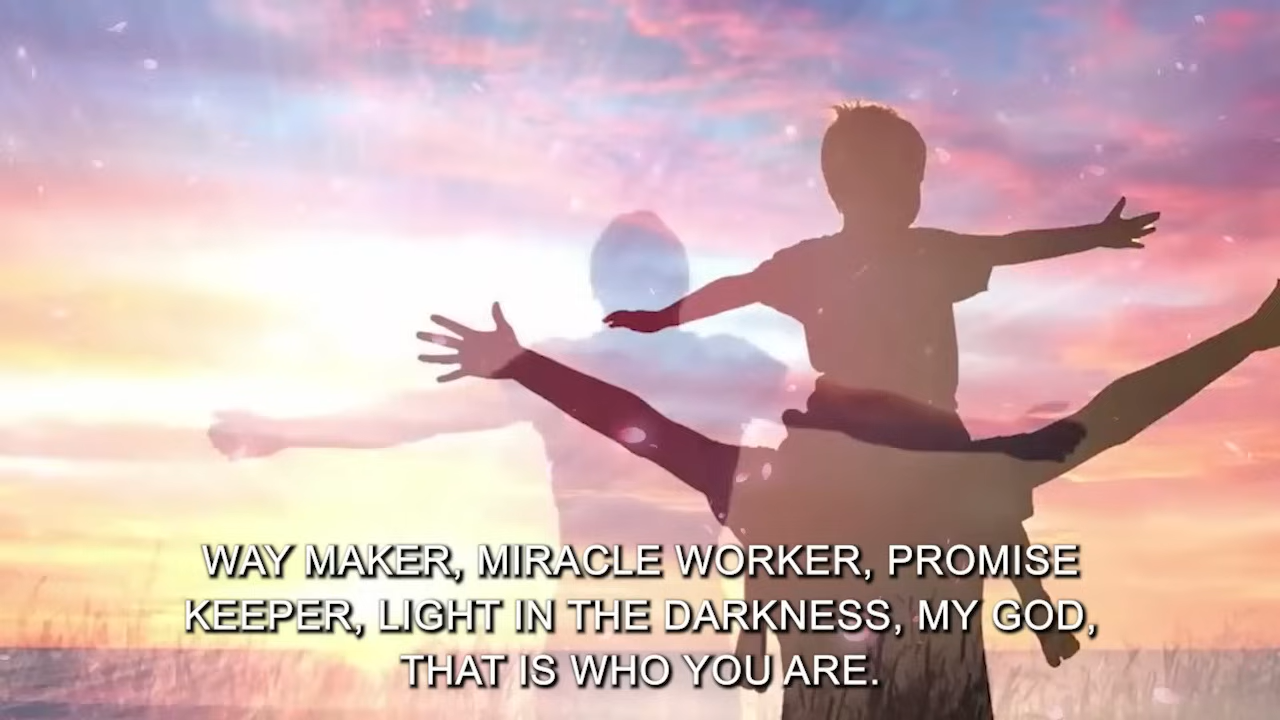 WAY MAKER, MIRACLE WORKER, PROMISE
KEEPER, LIGHT IN THE DARKNESS, MY GOD,
THAT IS WHO YOU ARE.